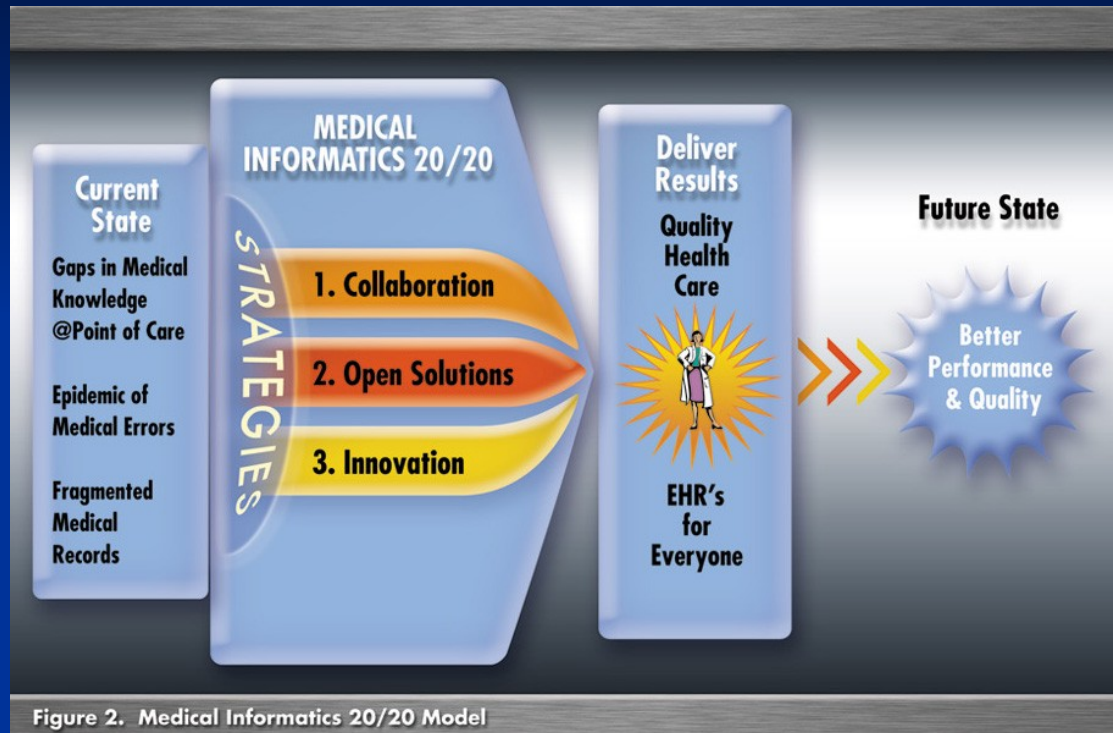 Current
State
Gaps in Medical
Knowledge
@Point of Care
Epidemic of
Medical Errors
Fragmented
Medical
Records
MEDICAL
INFORMATICS 20/20
STRATEGIES
1. Collaboration
2. Open Solutions
3. Innovation
Deliver
Results
Quality
Health
Care
EHR's
for
Everyone
Future State
Better
Performance
& Quality
Figure 2. Medical Informatics 20/20 Model